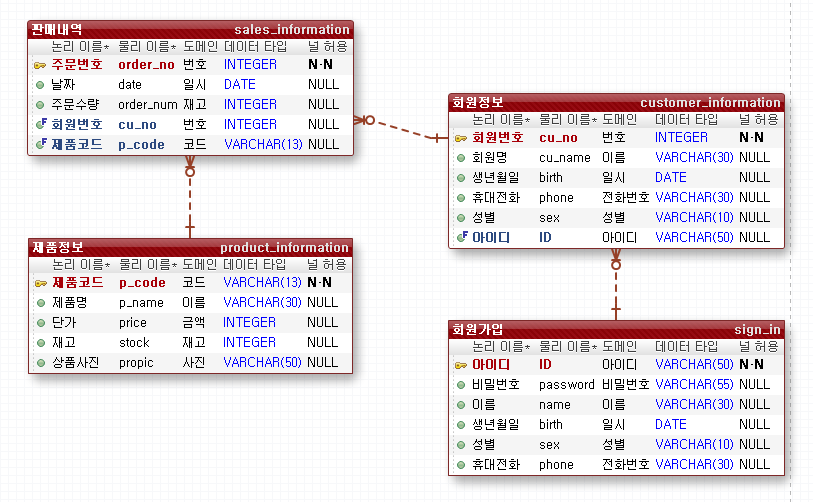 판매내역 sales_information
논리 이름* 물리 이름* 도메인 데이터 타입 널 허용
주문번호 order_no 번호 INTEGER N-N
날짜 date 일시 DATE NULL
주문수량 order_num 재고 INTEGER NULL
회원번호 cu_no 번호 INTEGER NULL
제품코드 p_code 코드 VARCHAR(13) NULL
회원정보 customer_information
논리 이름* 물리 이름* 도메인 데이터 타입 널 허용
회원번호 cu_no 번호 INTEGER N-N
회원명 cu_name 이름 VARCHAR(30) NULL
생년월일 birth 일시 DATE NULL
휴대전화 phone 전화번호 VARCHAR(30) NULL
성별 sex 성별 VARCHAR(10) NULL
아이디 ID 아이디 VARCHAR(50) NULL
제품정보 product_information
논리 이름* 물리 이름* 도메인 데이터 타입 널 허용
제품코드 p_code 코드 VARCHAR(13) N-N
제품명 p_name 이름 VARCHAR(30) NULL
단가 price 금액 INTEGER NULL
재고 stock 재고 INTEGER NULL
상품사진 propic 사진 VARCHAR(50) NULL
회원가입 sign_in
논리 이름* 물리 이름* 도메인 데이터 타입 널 허용
아이디 ID 아이디 VARCHAR(50) N-N
비밀번호 password 비밀번호 VARCHAR(55) NULL
이름 name 이름 VARCHAR(30) NULL
생년월일 birth 일시 DATE NULL
성별 sex 성별 VARCHAR(10) NULL
휴대전화 phone 전화번호 VARCHAR(30) NULL